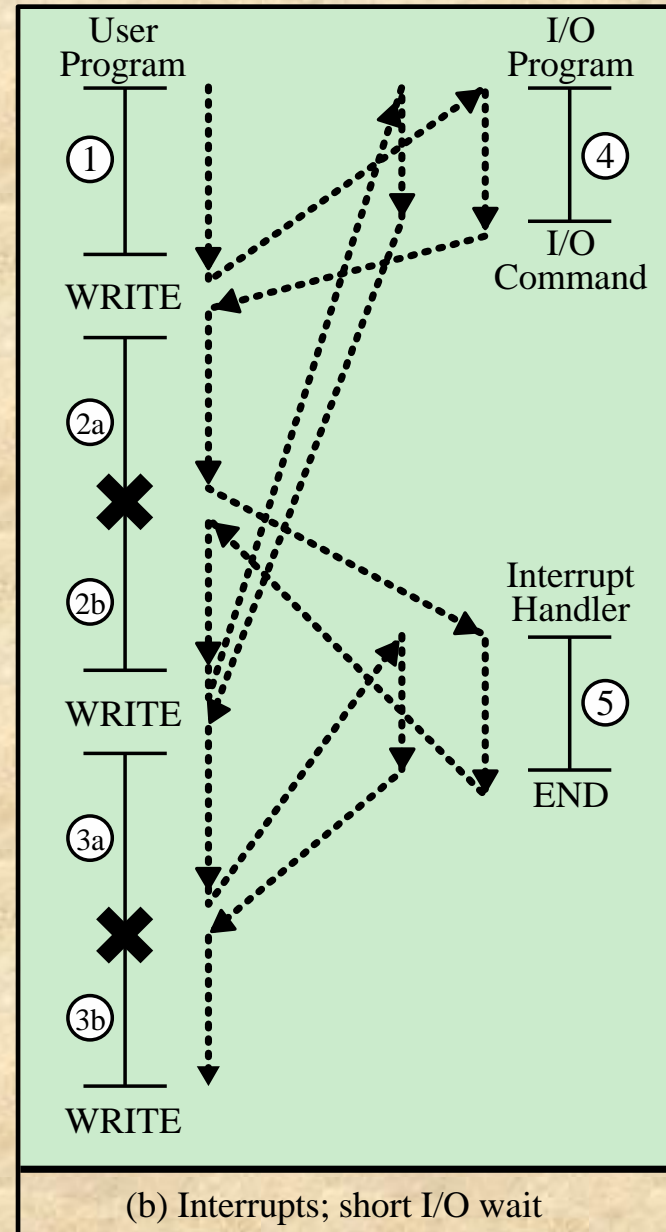 User
Program
1
WRITE
2a
2b
WRITE
3a
3b
WRITE
I/O
Program
4
I/O
Command
Interrupt
Handler
5
END
(b) Interrupts; short I/O wait